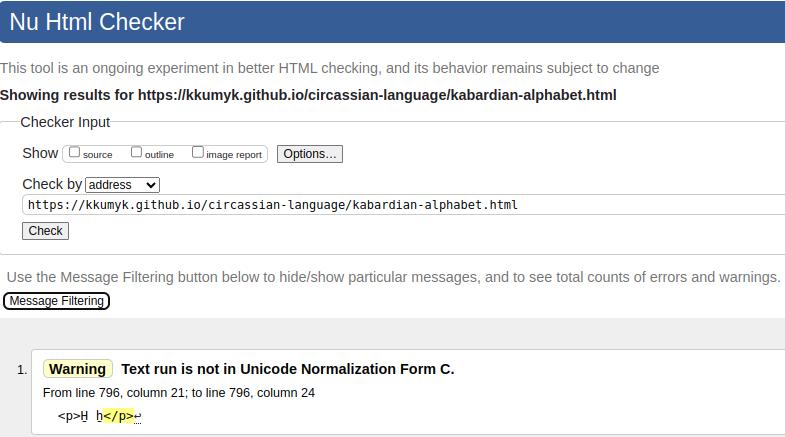 Nu Html Checker
This tool is an ongoing experiment in better HTML checking, and its behavior remains subject to change
Showing results for https://kkumyk.github.io/circassian-language/kabardian-alphabet.html
Checker Input
Show source outline image report Options...
Check by address
https://kkumyk.github.io/circassian-language/kabardian-alphabet.html
Check
Use the Message Filtering button below to hide/show particular messages, and to see total counts of errors and warnings.
Message Filtering
1. Warning Text run is not in Unicode Normalization Form C.
From line 796, column 21; to line 796, column 24
<p>H̱ ẖ</p>↩